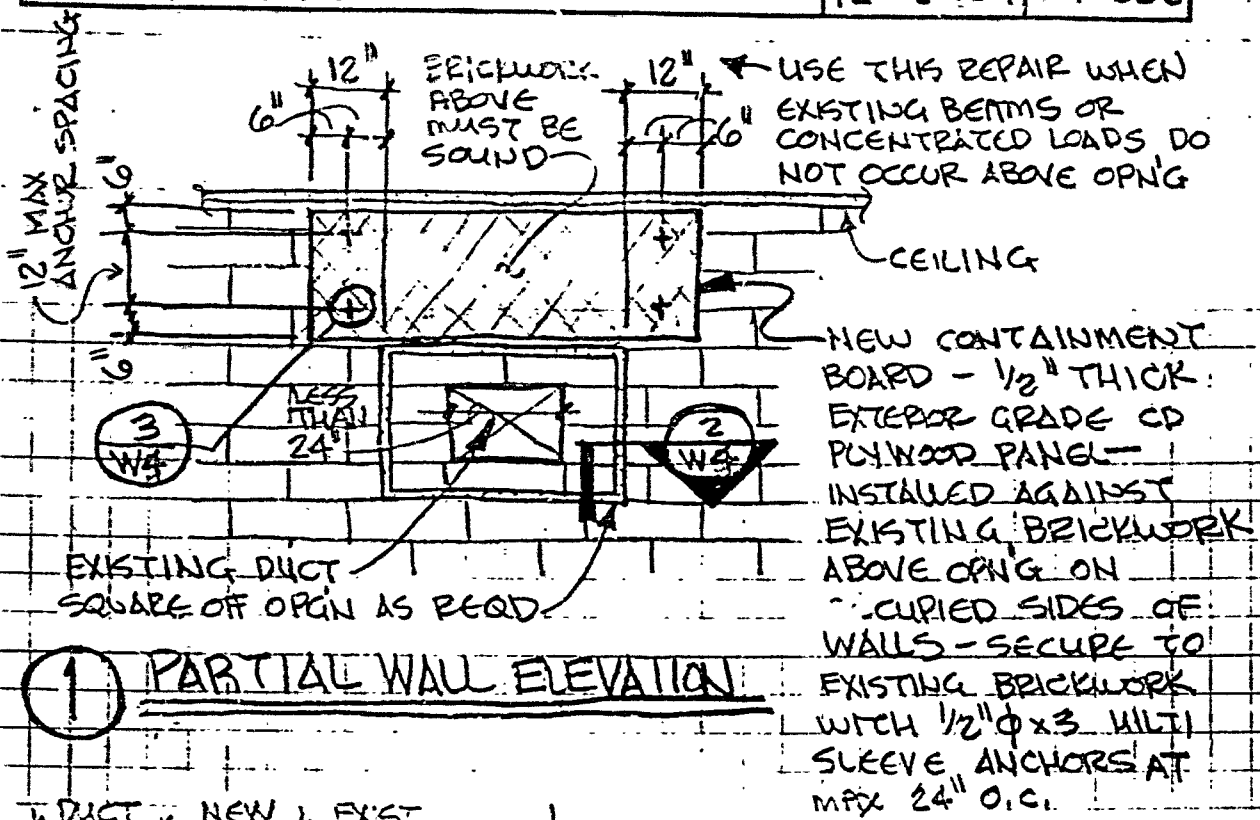 12" MAX
ANCHOR SPACING
6"
6"
12"
6"
BRICKWORK
ABOVE
MUST BE
SOUND
12"
6"
USE THIS REPAIR WHEN
EXISTING BEAMS OR
CONCENTRATED LOADS DO
NOT OCCUR ABOVE OPN'G
CEILING
NEW CONTAINMENT
BOARD - 1/2" THICK
EXTERIOR GRADE CD
PLYWOOD PANEL-
INSTALLED AGAINST
EXISTING BRICKWORK
ABOVE OPN'G ON
CUPIED SIDES OF
WALLS - SECURE TO
EXISTING BRICKWORK
WITH 1/2"φ x 3 HILTI
SLEEVE ANCHORS AT
MAX 24" O.C.
LESS
THAN
24"
3
W4
2
W4
EXISTING DUCT
SQUARE OFF OPGIN AS REQD
1 PARTIAL WALL ELEVATION
DUCT NEW EXIST